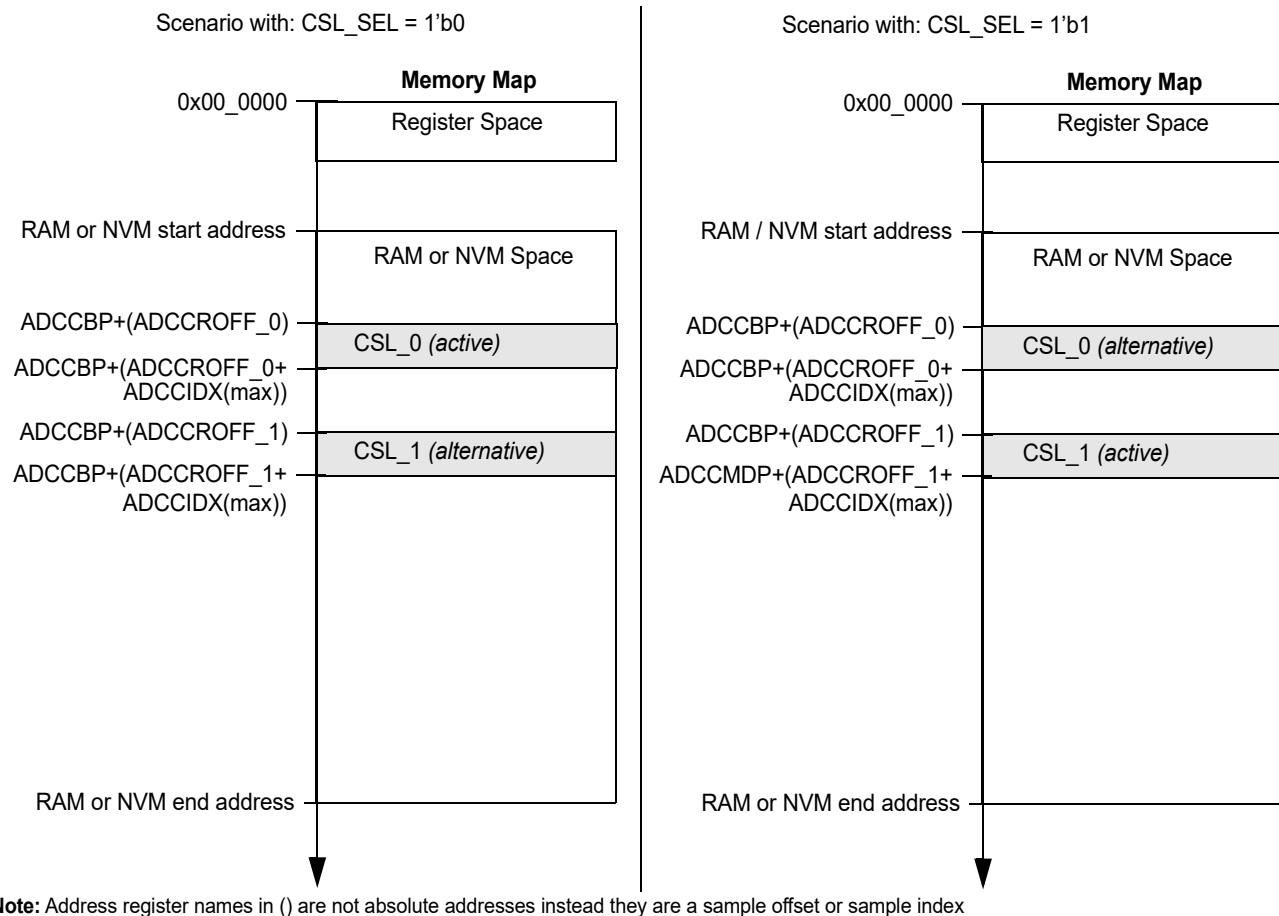 Scenario with: CSL_SEL = 1’b0
Memory Map
0x00_0000
Register Space
RAM or NVM start address
RAM or NVM Space
ADCCBP+(ADCCROFF_0)
CSL_0 (active)
ADCCBP+(ADCCROFF_0+
ADCCIDX(max))
ADCCBP+(ADCCROFF_1)
CSL_1 (alternative)
ADCCBP+(ADCCROFF_1+
ADCCIDX(max))
RAM or NVM end address
Scenario with: CSL_SEL = 1’b1
Memory Map
0x00_0000
Register Space
RAM / NVM start address
RAM or NVM Space
ADCCBP+(ADCCROFF_0)
CSL_0 (alternative)
ADCCBP+(ADCCROFF_0+
ADCCIDX(max))
ADCCBP+(ADCCROFF_1)
CSL_1 (active)
ADCCMDP+(ADCCROFF_1+
ADCCIDX(max))
RAM or NVM end address
Note: Address register names in () are not absolute addresses instead they are a sample offset or sample index